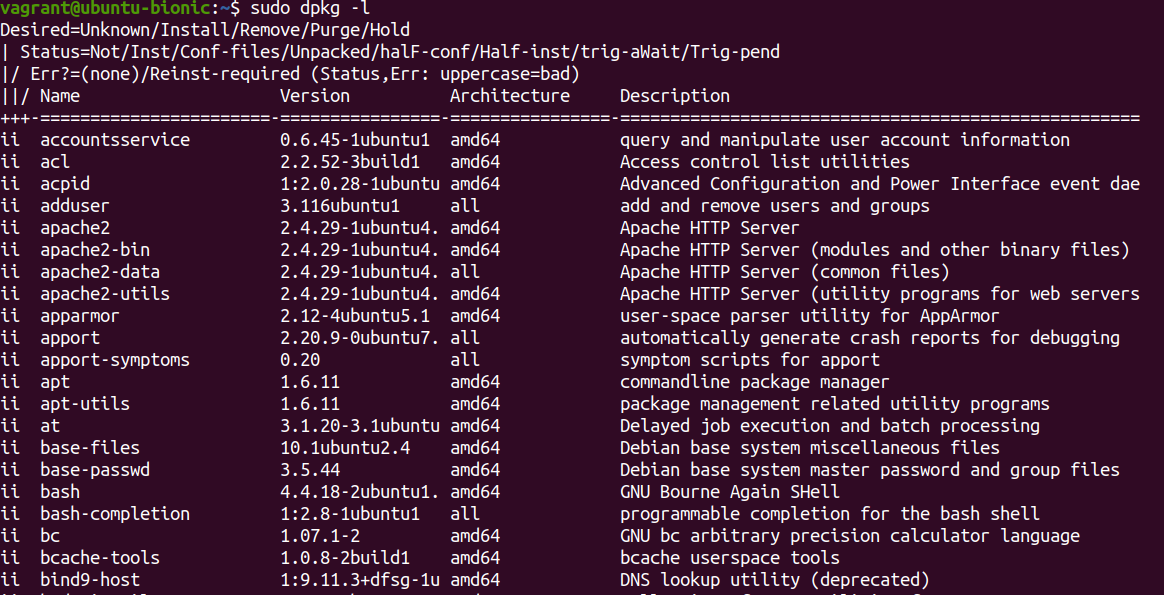 vagrant@ubuntu-bionic:~$ sudo dpkg -l
Desired=Unknown/Install/Remove/Purge/Hold
| Status=Not/Inst/Conf-files/Unpacked/halF-conf/Half-inst/trig-aWait/Trig-pend
|/ Err?=(none)/Reinst-required (Status,Err: uppercase=bad)
||/ Name                   Version          Architecture     Description
+++-=======================-================-================-====================================================
ii  accountsservice         0.6.45-1ubuntu1  amd64            query and manipulate user account information
ii  acl                     2.2.52-3build1   amd64            Access control list utilities
ii  acpid                   1:2.0.28-1ubuntu amd64            Advanced Configuration and Power Interface event dae
ii  adduser                 3.116ubuntu1     all              add and remove users and groups
ii  apache2                 2.4.29-1ubuntu4. amd64            Apache HTTP Server
ii  apache2-bin             2.4.29-1ubuntu4. amd64            Apache HTTP Server (modules and other binary files)
ii  apache2-data            2.4.29-1ubuntu4. all              Apache HTTP Server (common files)
ii  apache2-utils           2.4.29-1ubuntu4. amd64            Apache HTTP Server (utility programs for web servers
ii  apparmor                2.12-4ubuntu5.1  amd64            user-space parser utility for AppArmor
ii  apport                  2.20.9-0ubuntu7. all              automatically generate crash reports for debugging
ii  apport-symptoms         0.20             all              symptom scripts for apport
ii  apt                     1.6.11           amd64            commandline package manager
ii  apt-utils               1.6.11           amd64            package management related utility programs
ii  at                      3.1.20-3.1ubuntu amd64            Delayed job execution and batch processing
ii  base-files              10.1ubuntu2.4    amd64            Debian base system miscellaneous files
ii  base-passwd             3.5.44           amd64            Debian base system master password and group files
ii  bash                    4.4.18-2ubuntu1. amd64            GNU Bourne Again SHell
ii  bash-completion         1:2.8-1ubuntu1   all              programmable completion for the bash shell
ii  bc                      1.07.1-2         amd64            GNU bc arbitrary precision calculator language
ii  bcache-tools            1.0.8-2build1    amd64            bcache userspace tools
ii  bind9-host              1:9.11.3+dfsg-1u amd64            DNS lookup utility (deprecated)